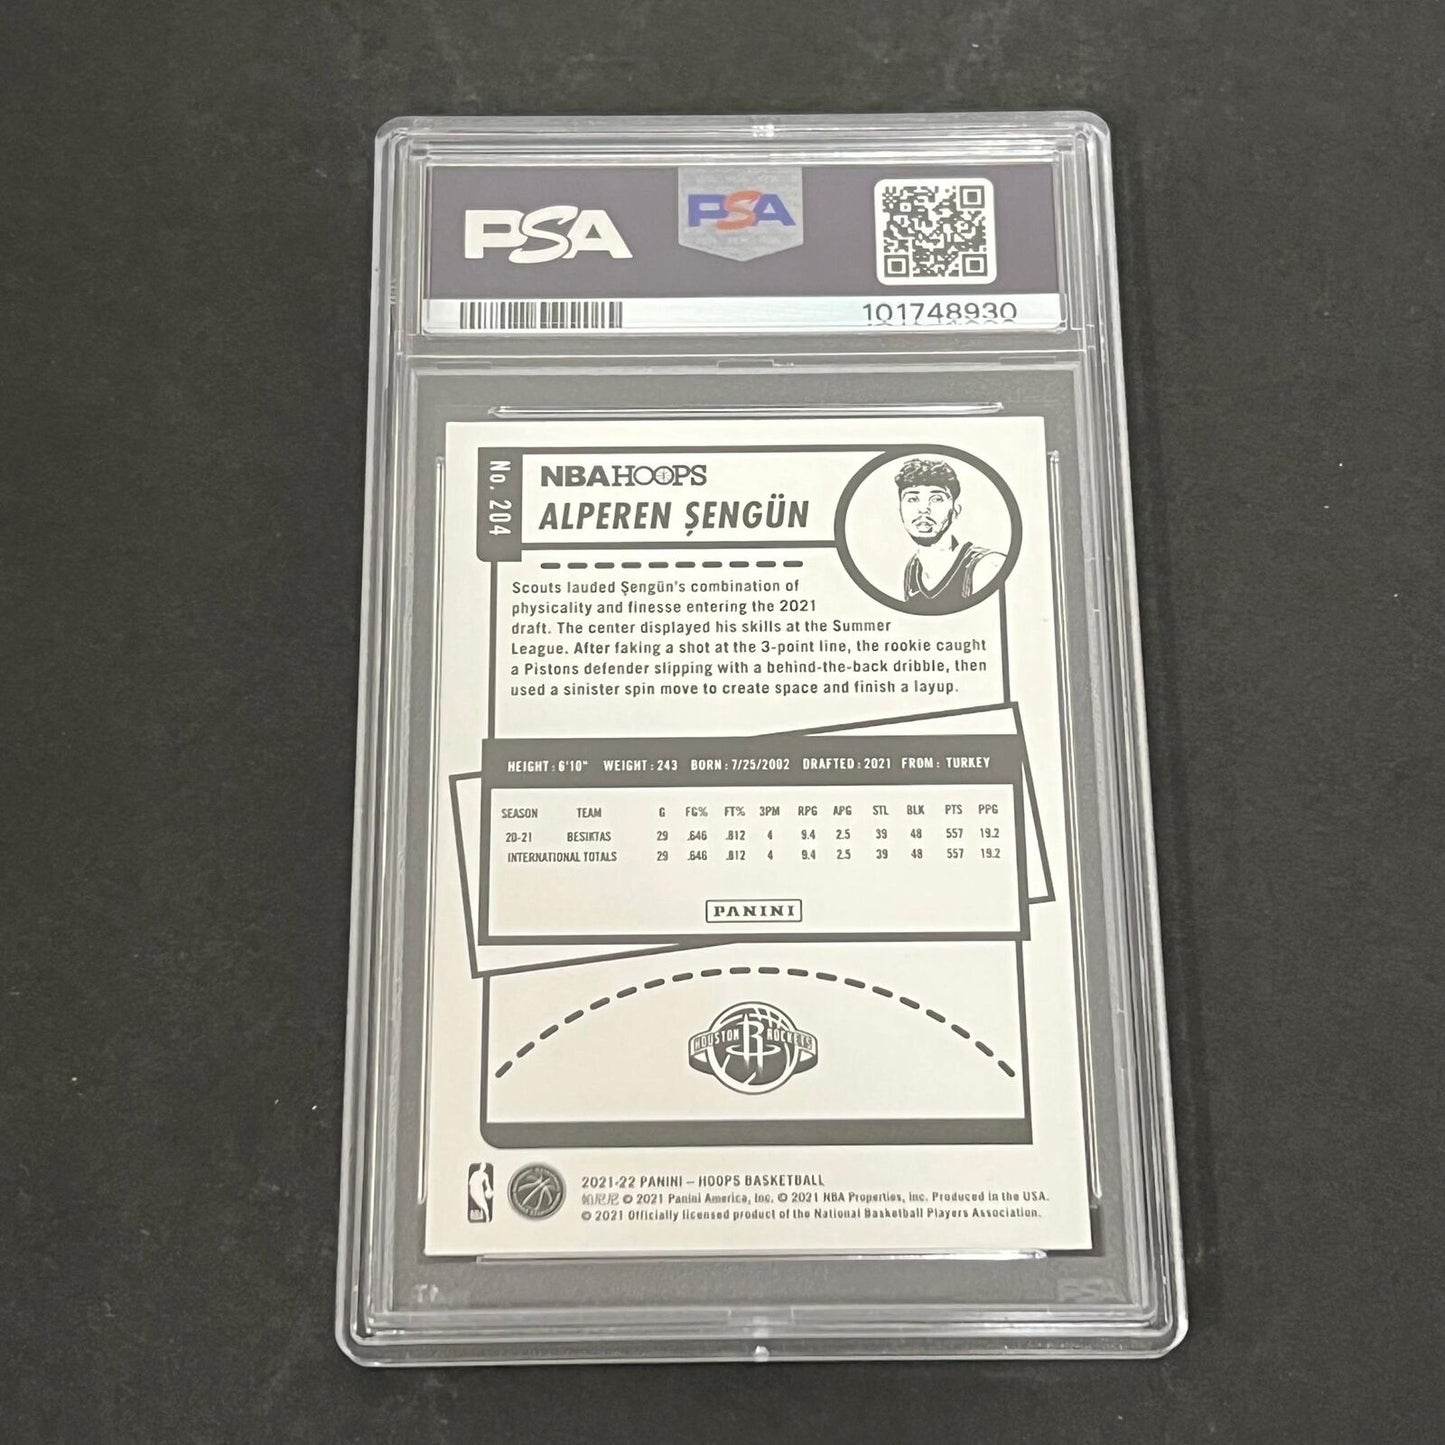 PSA
PSA
101748930
No. 204
NBA HOOPS
ALPEREN ŞENGÜN
Scouts lauded Şengün's combination of
physicality and finesse entering the 2021
draft. The center displayed his skills at the Summer
League. After faking a shot at the 3-point line, the rookie caught
a Pistons defender slipping with a behind-the-back dribble, then
used a sinister spin move to create space and finish a layup.
HEIGHT: 6'10" WEIGHT: 243 BORN: 7/25/2002 DRAFTED: 2021 FROM: TURKEY
SEASON TEAM G FG% FT% 3PM RPG APG STL BLK PTS PPG
20-21 BESIKTAS 29 .646 .812 4 9.4 2.5 39 48 557 19.2
INTERNATIONAL TOTALS 29 .646 .812 4 9.4 2.5 39 48 557 19.2
PANINI
HOUSTON R ROCKETS
2021-22 PANINI – HOOPS BASKETBALL
帕尼尼 © 2021 Panini America, Inc. © 2021 NBA Properties, Inc. Produced in the USA.
© 2021 Officially licensed product of the National Basketball Players Association.
NBA
PSA